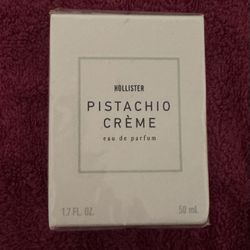 HOLLISTER
PISTACHIO
CRÈME
eau de parfum
1.7 FL. OZ. 50 mL